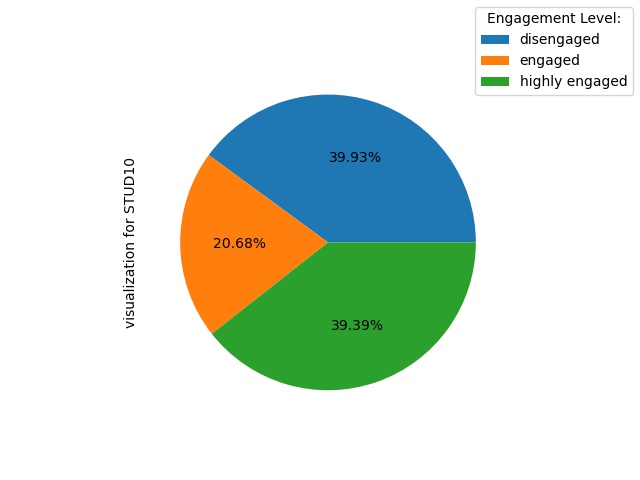 Engagement Level:
disengaged
engaged
highly engaged
39.93%
20.68%
39.39%
visualization for STUD10